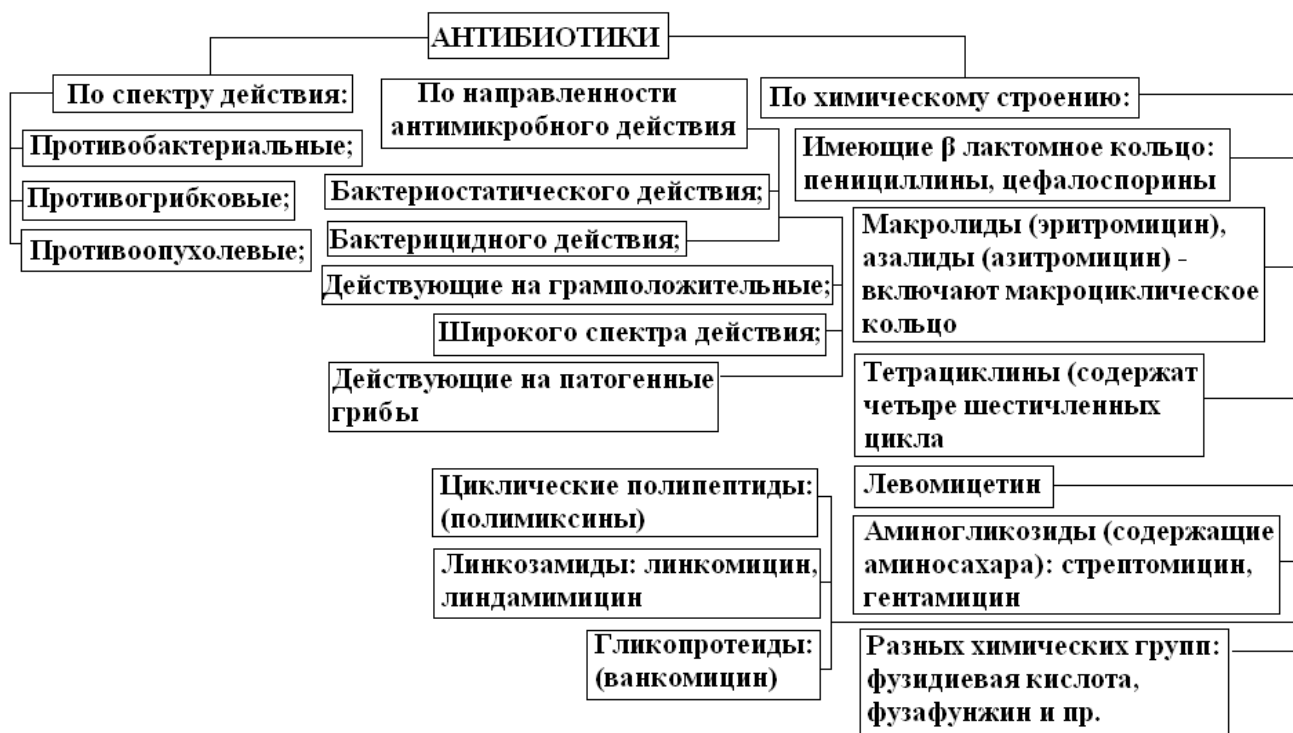 АНТИБИОТИКИ
По спектру действия:
Противобактериальные;
Противогрибковые;
Противоопухолевые;
По направленности
антимикробного действия
Бактериостатического действия;
Бактерицидного действия;
Действующие на грамположительные;
Широкого спектра действия;
Действующие на патогенные
грибы
По химическому строению:
Имеющие β лактомное кольцо:
пенициллины, цефалоспорины
Макролиды (эритромицин),
азалиды (азитромицин) -
включают макроциклическое
кольцо
Тетрациклины (содержат
четыре шестичленных
цикла
Левомицетин
Аминогликозиды (содержащие
аминосахара): стрептомицин,
гентамицин
Циклические полипептиды:
(полимиксины)
Линкозамиды: линкомицин,
линдамимицин
Гликопротеиды:
(ванкомицин)
Разных химических групп:
фузидиевая кислота,
фузафунжин и пр.